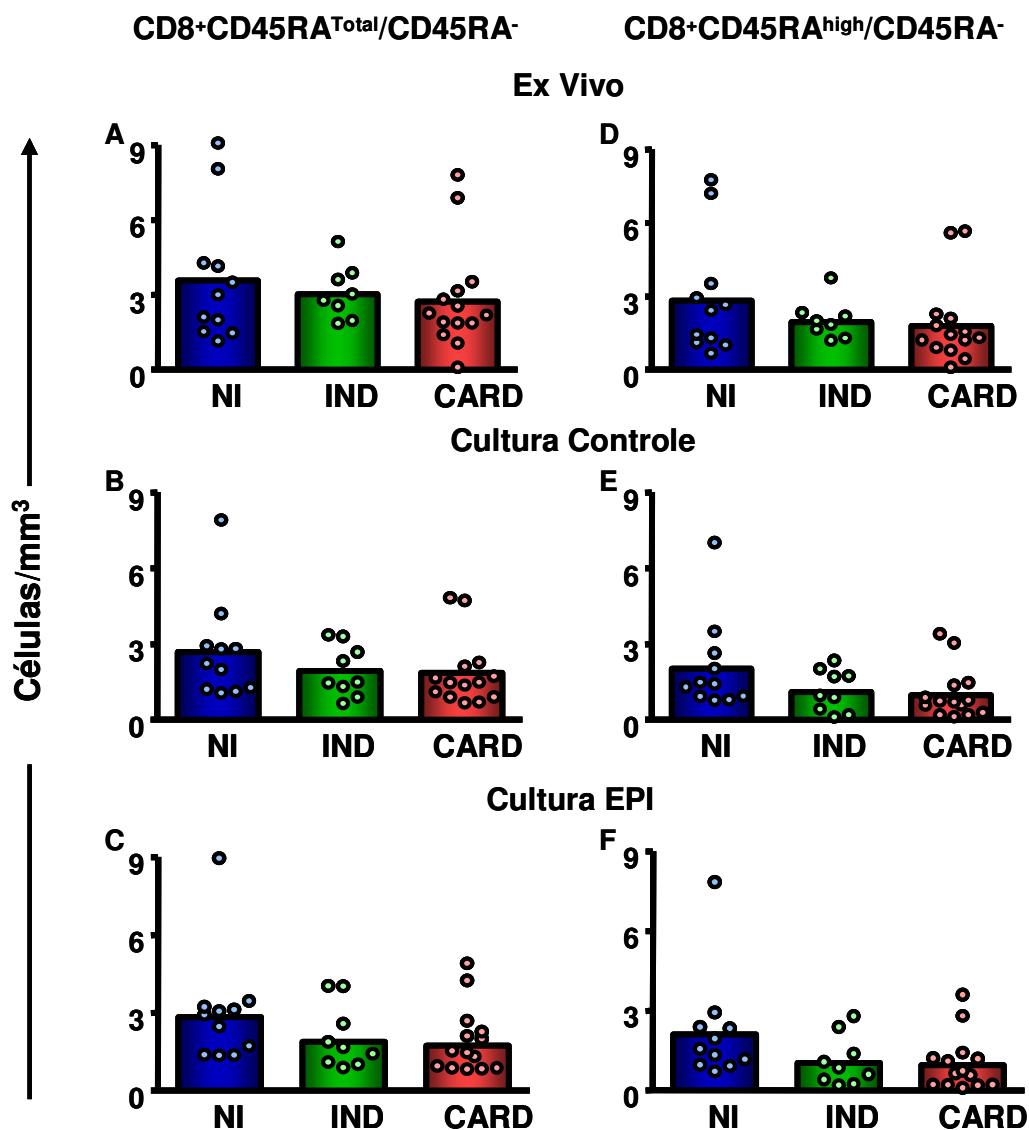 CD8⁺CD45RAᵀᵒᵗᵃˡ/CD45RA⁻ CD8⁺CD45RAʰⁱᵍʰ/CD45RA⁻
Ex Vivo
Células/mm³
A
9
6
3
0
NI IND CARD
D
9
6
3
0
NI IND CARD
Cultura Controle
B
9
6
3
0
NI IND CARD
E
9
6
3
0
NI IND CARD
Cultura EPI
C
9
6
3
0
NI IND CARD
F
9
6
3
0
NI IND CARD